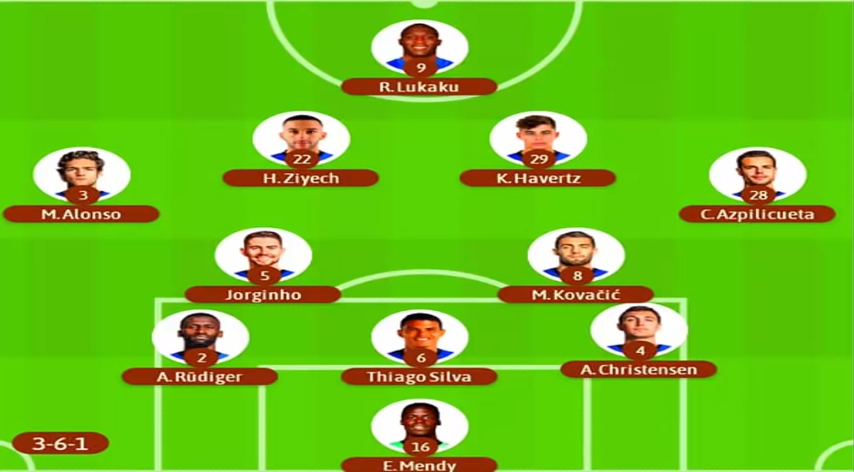 9
R. Lukaku
22
H. Ziyech
29
K. Havertz
3
M. Alonso
28
C. Azpilicueta
5
Jorginho
8
M. Kovačić
2
A. Rüdiger
6
Thiago Silva
4
A. Christensen
16
E. Mendy
3-6-1